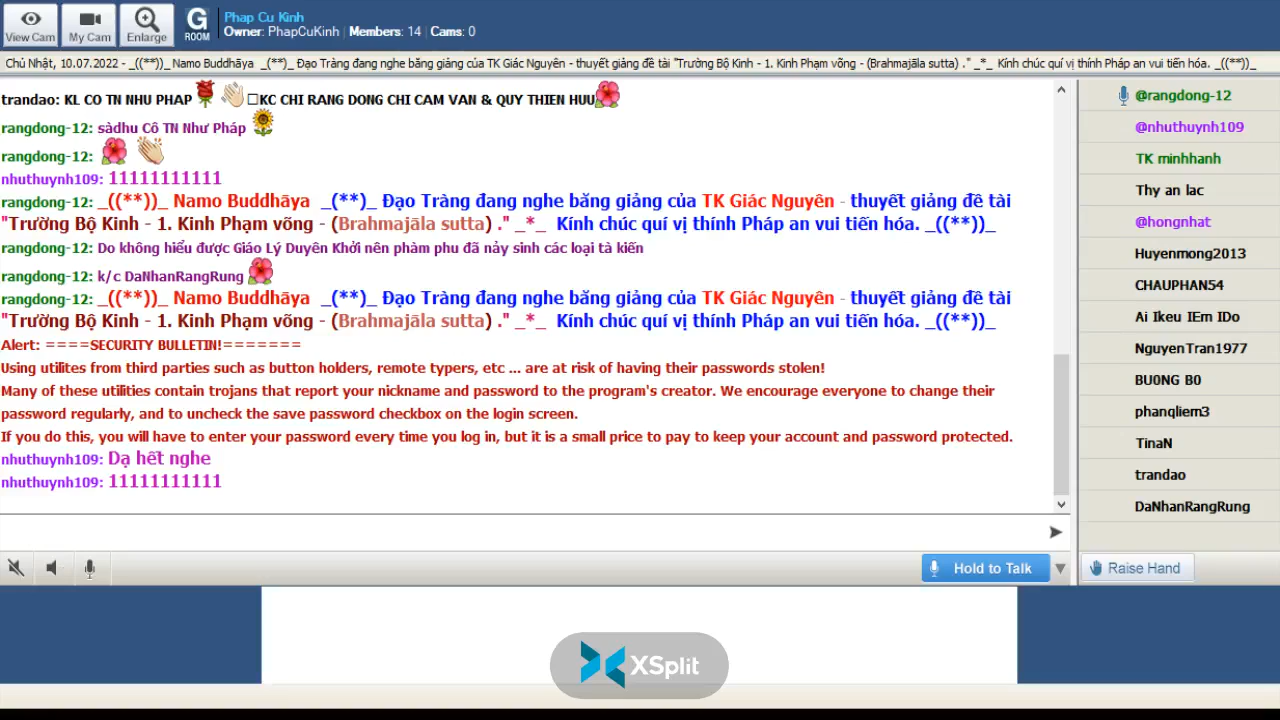 View Cam
My Cam
Enlarge
G
ROOM
Phap Cu Kinh
Owner: PhapCuKinh | Members: 14 | Cams: 0
Chủ Nhật, 10.07.2022 - _((**))_ Namo Buddhāya _(**)_ Đạo Tràng đang nghe băng giảng của TK Giác Nguyên - thuyết giảng đề tài "Trường Bộ Kinh - 1. Kinh Phạm võng - (Brahmajāla sutta) ." _*_ Kính chúc quí vị thính Pháp an vui tiến hóa. _((**))_
trandao: KL CO TN NHU PHAP KC CHI RANG DONG CHI CAM VAN & QUY THIEN HUU
rangdong-12: sàdhu Cô TN Như Pháp
rangdong-12:
nhuthuynh109: 11111111111
rangdong-12: _((**))_ Namo Buddhāya _(**)_ Đạo Tràng đang nghe băng giảng của TK Giác Nguyên - thuyết giảng đề tài
"Trường Bộ Kinh - 1. Kinh Phạm võng - (Brahmajāla sutta) ." _*_ Kính chúc quí vị thính Pháp an vui tiến hóa. _((**))_
rangdong-12: Do không hiểu được Giáo Lý Duyên Khởi nên phàm phu đã nảy sinh các loại tà kiến
rangdong-12: k/c DaNhanRangRung
rangdong-12: _((**))_ Namo Buddhāya _(**)_ Đạo Tràng đang nghe băng giảng của TK Giác Nguyên - thuyết giảng đề tài
"Trường Bộ Kinh - 1. Kinh Phạm võng - (Brahmajāla sutta) ." _*_ Kính chúc quí vị thính Pháp an vui tiến hóa. _((**))_
Alert: ====SECURITY BULLETIN!=======
Using utilites from third parties such as button holders, remote typers, etc ... are at risk of having their passwords stolen!
Many of these utilities contain trojans that report your nickname and password to the program's creator. We encourage everyone to change their
password regularly, and to uncheck the save password checkbox on the login screen.
If you do this, you will have to enter your password every time you log in, but it is a small price to pay to keep your account and password protected.
nhuthuynh109: Dạ hết nghe
nhuthuynh109: 11111111111
@rangdong-12
@nhuthuynh109
TK minhhanh
Thy an lac
@hongnhat
Huyenmong2013
CHAUPHAN54
Ai Ikeu IEm IDo
NguyenTran1977
BU0NG B0
phanqliem3
TinaN
trandao
DaNhanRangRung
Hold to Talk
Raise Hand
XSplit